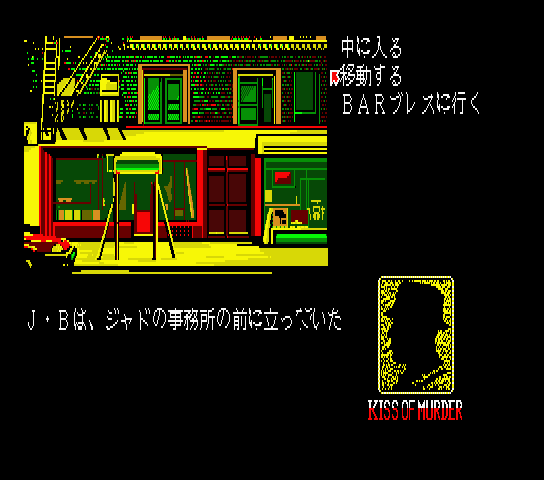 中に入る
移動する
BARブレスに行く
J・Bは、ジャドの事務所の前に立っていた
KISS OF MURDER